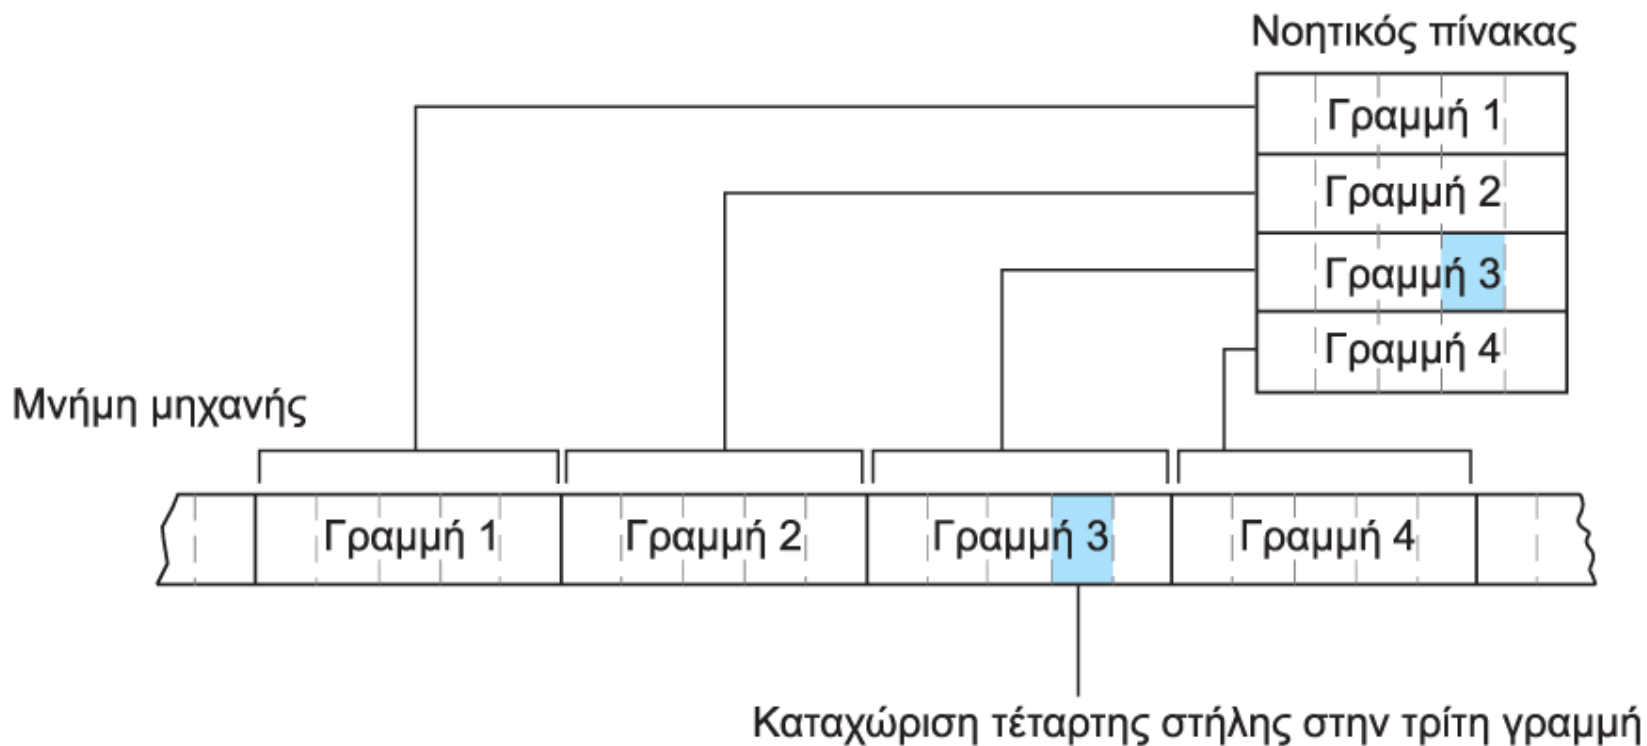 Νοητικός πίνακας
Γραμμή 1
Γραμμή 2
Γραμμή 3
Γραμμή 4
Μνήμη μηχανής
Γραμμή 1 Γραμμή 2 Γραμμή 3 Γραμμή 4
Καταχώριση τέταρτης στήλης στην τρίτη γραμμή